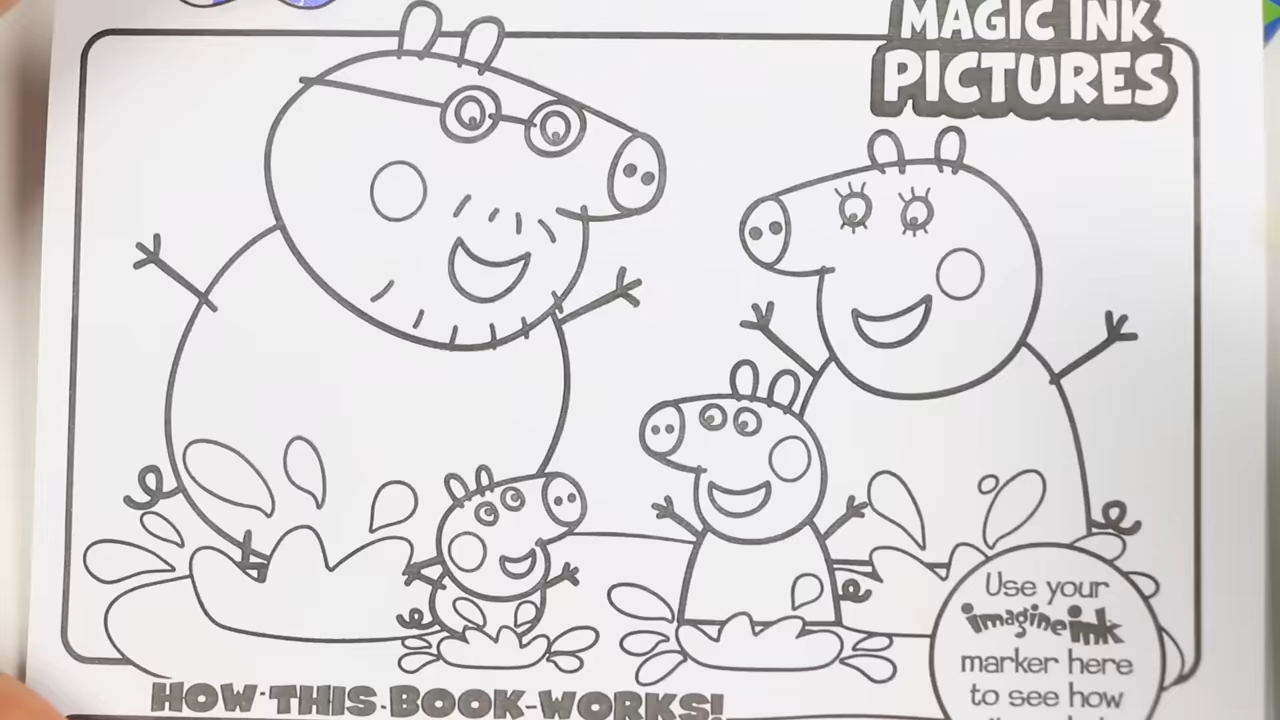 MAGIC INK
PICTURES
Use your
imagine ink
marker here
to see how
HOW THIS BOOK WORKS!